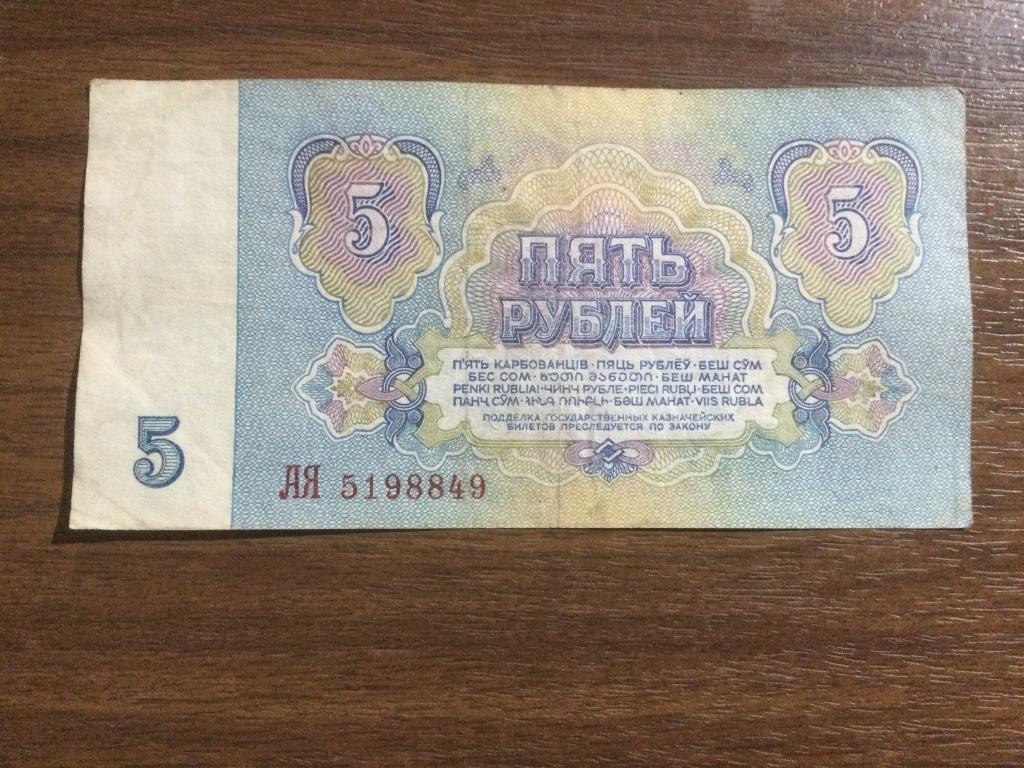 5
5
ПЯТЬ
РУБЛЕЙ
П'ЯТЬ КАРБОВАНЦІВ · ПЯЦЬ РУБЛЁЎ · БЕШ СЎМ
БЕС СОМ · ᲮᲣᲗᲘ ᲛᲐᲜᲔᲗᲘ · БЕШ МАНАТ
PENKI RUBLIAI · ЧИНЧ РУБЛЕ · PIECI RUBĻI · БЕШ СОМ
ПАНҶ СЎМ · ՀԻՆԳ ՌՈՒԲԼԻ · БӘШ МАНАТ · VIIS RUBLA
ПОДДЕЛКА ГОСУДАРСТВЕННЫХ КАЗНАЧЕЙСКИХ
БИЛЕТОВ ПРЕСЛЕДУЕТСЯ ПО ЗАКОНУ
5
АЯ 5198849